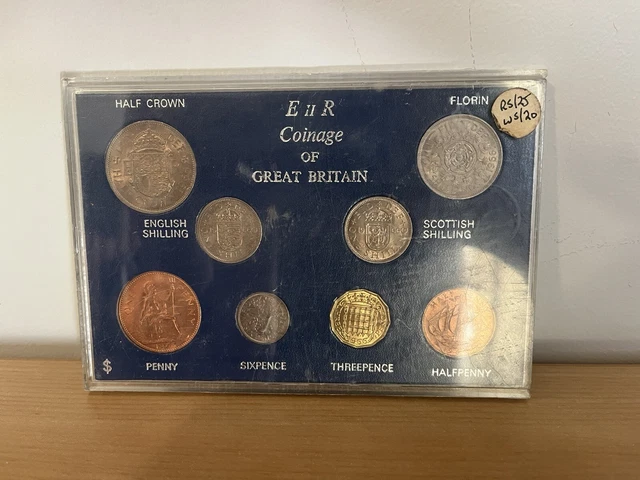 HALF CROWN
E II R
Coinage
OF
GREAT BRITAIN
FLORIN
RS/25
WS/20
ENGLISH
SHILLING
SCOTTISH
SHILLING
$
PENNY
SIXPENCE
THREEPENCE
HALFPENNY